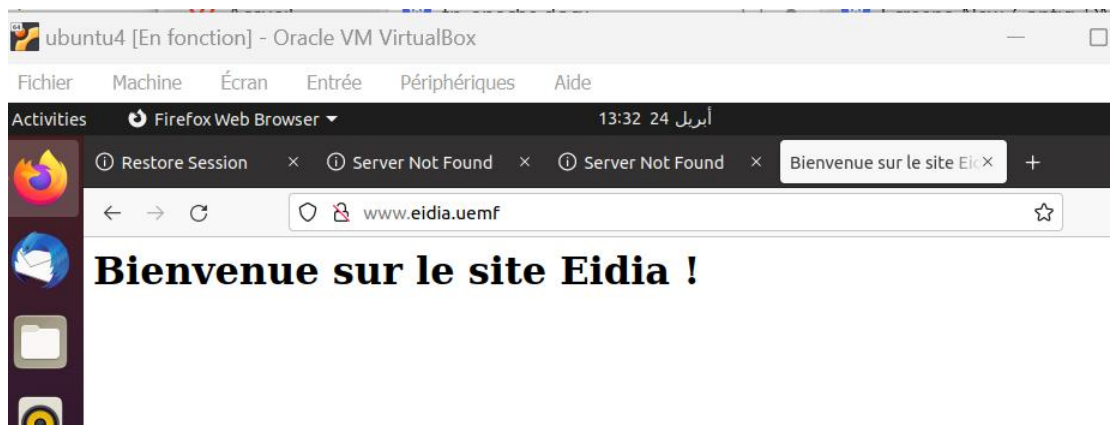 ubuntu4 [En fonction] - Oracle VM VirtualBox
Fichier Machine Écran Entrée Périphériques Aide
Activities Firefox Web Browser 13:32 24 أبريل
Restore Session × Server Not Found × Server Not Found × Bienvenue sur le site Ei ×
www.eidia.uemf
Bienvenue sur le site Eidia !